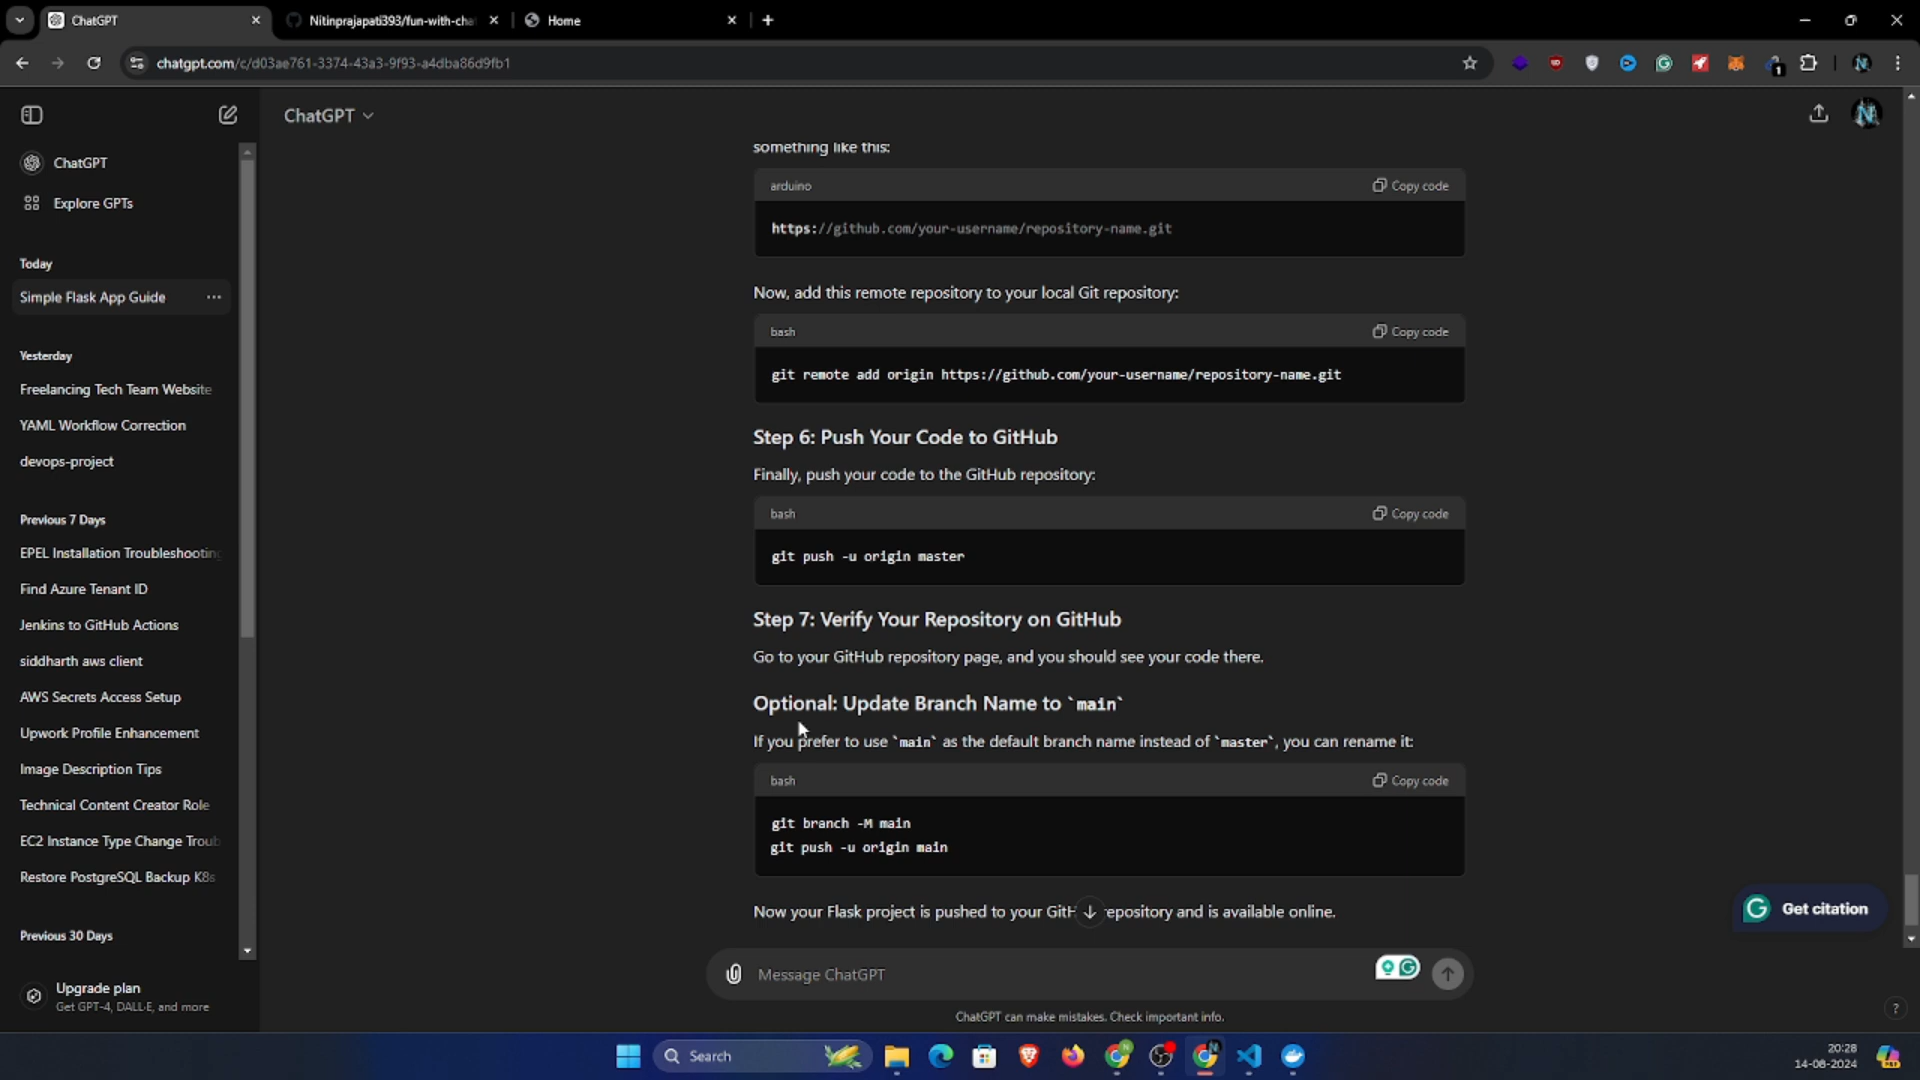 ChatGPT
Nitinprajapati393/fun-with-cha
Home
chatgpt.com/c/d03ae761-3374-43a3-9f93-a4dba86d9fb1
1
ChatGPT
ChatGPT
Explore GPTs
Today
Simple Flask App Guide
Yesterday
Freelancing Tech Team Website
YAML Workflow Correction
devops-project
Previous 7 Days
EPEL Installation Troubleshooting
Find Azure Tenant ID
Jenkins to GitHub Actions
siddharth aws client
AWS Secrets Access Setup
Upwork Profile Enhancement
Image Description Tips
Technical Content Creator Role
EC2 Instance Type Change Troub
Restore PostgreSQL Backup K8s
Previous 30 Days
Upgrade plan
Get GPT-4, DALL·E, and more
something like this:
arduino
Copy code
https://github.com/your-username/repository-name.git
Now, add this remote repository to your local Git repository:
bash
Copy code
git remote add origin https://github.com/your-username/repository-name.git
Step 6: Push Your Code to GitHub
Finally, push your code to the GitHub repository:
bash
Copy code
git push -u origin master
Step 7: Verify Your Repository on GitHub
Go to your GitHub repository page, and you should see your code there.
Optional: Update Branch Name to `main`
If you prefer to use `main` as the default branch name instead of `master`, you can rename it:
bash
Copy code
git branch -M main
git push -u origin main
Now your Flask project is pushed to your GitH epository and is available online.
Get citation
Message ChatGPT
ChatGPT can make mistakes. Check important info.
?
Search
20:28
14-08-2024